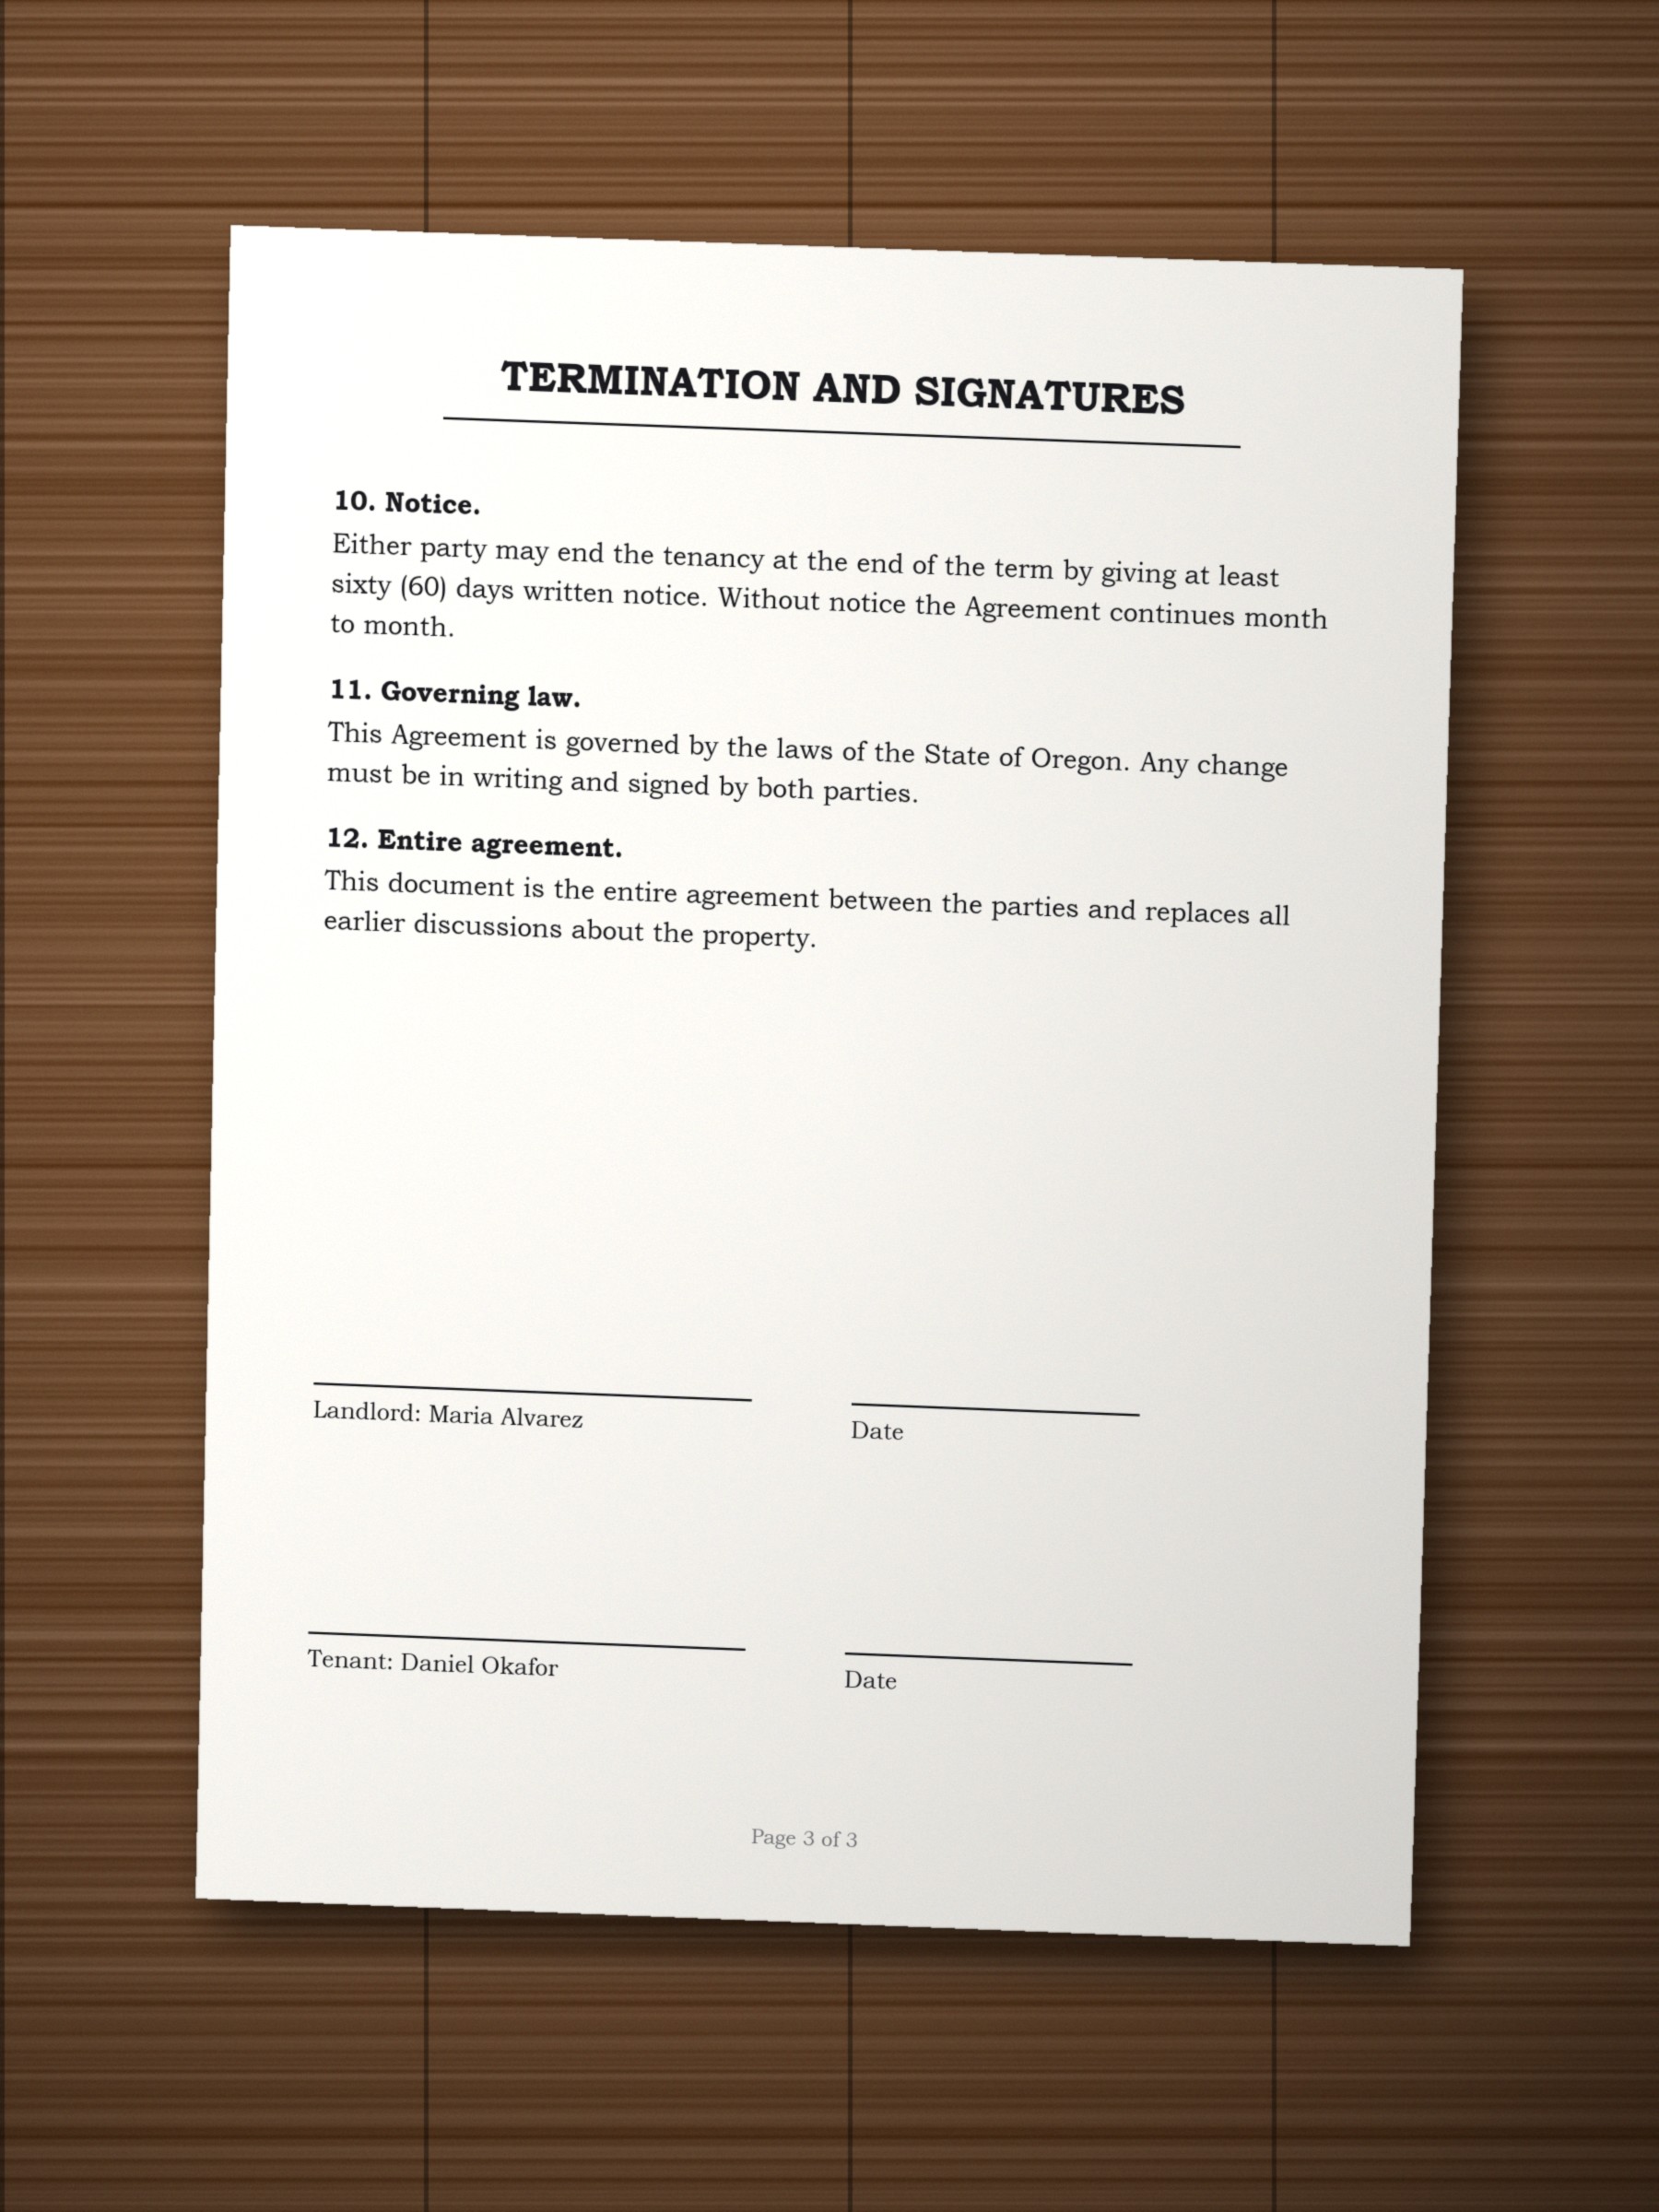 TERMINATION AND SIGNATURES
10. Notice.
Either party may end the tenancy at the end of the term by giving at least
sixty (60) days written notice. Without notice the Agreement continues month
to month.
11. Governing law.
This Agreement is governed by the laws of the State of Oregon. Any change
must be in writing and signed by both parties.
12. Entire agreement.
This document is the entire agreement between the parties and replaces all
earlier discussions about the property.
Landlord: Maria Alvarez
Date
Tenant: Daniel Okafor
Date
Page 3 of 3